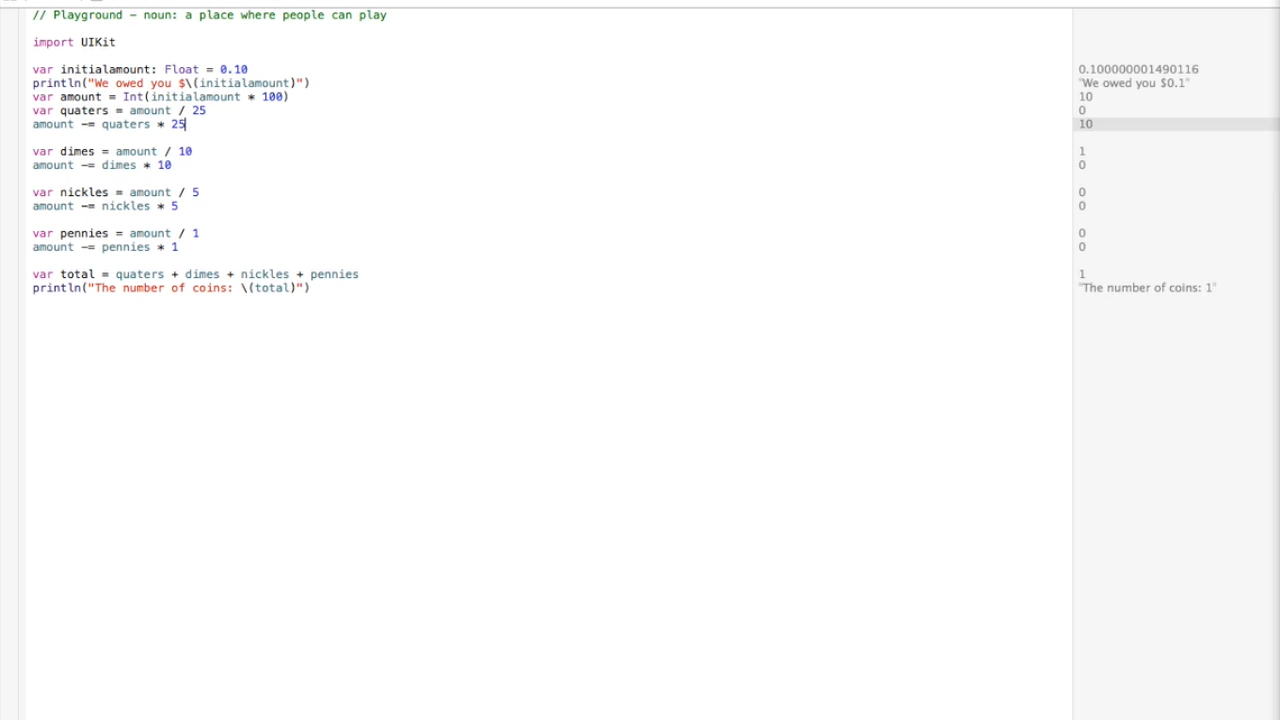 // Playground - noun: a place where people can play
import UIKit
var initialamount: Float = 0.10
0.100000001490116
println("We owed you $\(initialamount)")
"We owed you $0.1"
var amount = Int(initialamount * 100)
10
var quaters = amount / 25
0
amount -= quaters * 25
10
var dimes = amount / 10
1
amount -= dimes * 10
0
var nickles = amount / 5
0
amount -= nickles * 5
0
var pennies = amount / 1
0
amount -= pennies * 1
0
var total = quaters + dimes + nickles + pennies
1
println("The number of coins: \(total)")
"The number of coins: 1"